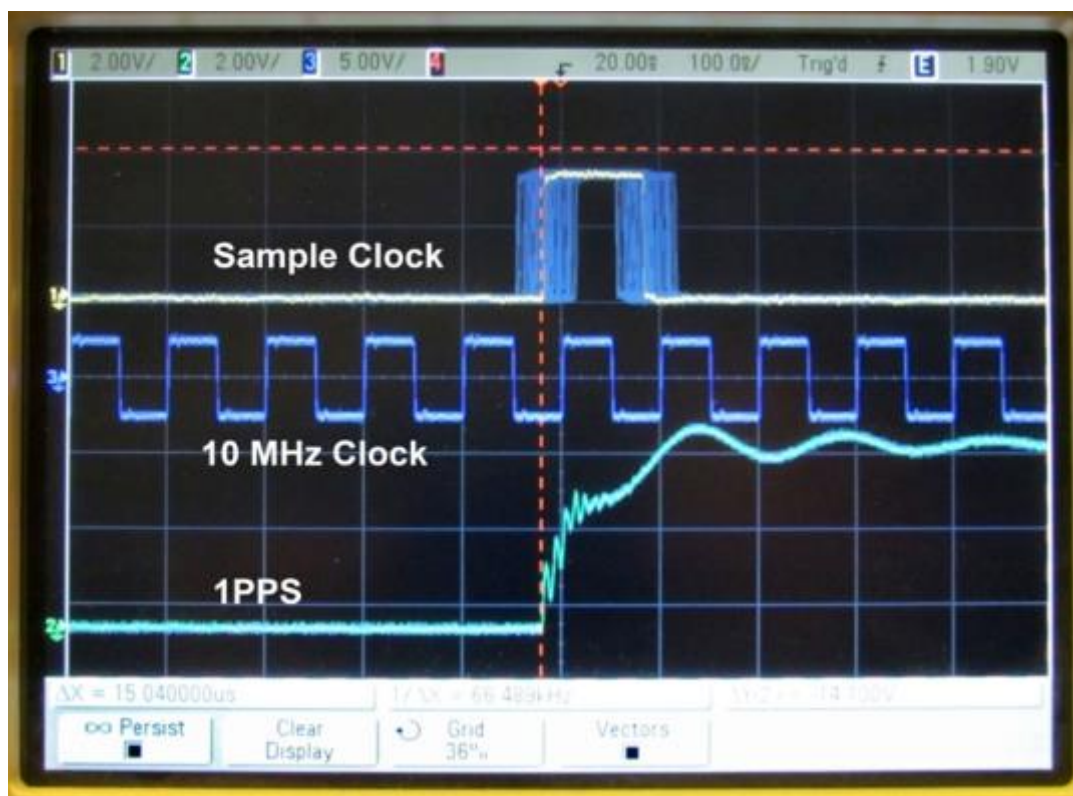 1 2.00V/ 2 2.00V/ 3 5.00V/ 4 20.00s 100.0s/ Trig'd E 1.90V
Sample Clock
10 MHz Clock
1PPS
ΔX = 15.040000us 1/ΔX = 66.489kHz
∞ Persist Clear Display Grid 36% Vectors